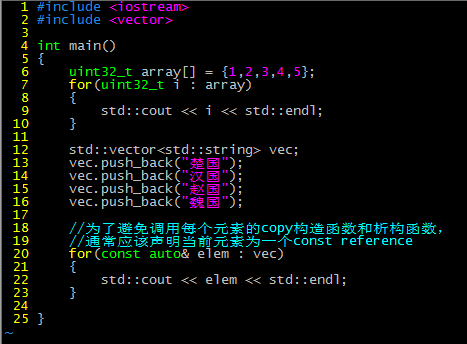 1 #include <iostream>
2 #include <vector>
3
4 int main()
5 {
6     uint32_t array[] = {1,2,3,4,5};
7     for(uint32_t i : array)
8     {
9         std::cout << i << std::endl;
10     }
11
12     std::vector<std::string> vec;
13     vec.push_back("楚国");
14     vec.push_back("汉国");
15     vec.push_back("赵国");
16     vec.push_back("魏国");
17
18     //为了避免调用每个元素的copy构造函数和析构函数，
19     //通常应该声明当前元素为一个const reference
20     for(const auto& elem : vec)
21     {
22         std::cout << elem << std::endl;
23     }
24
25 }
~